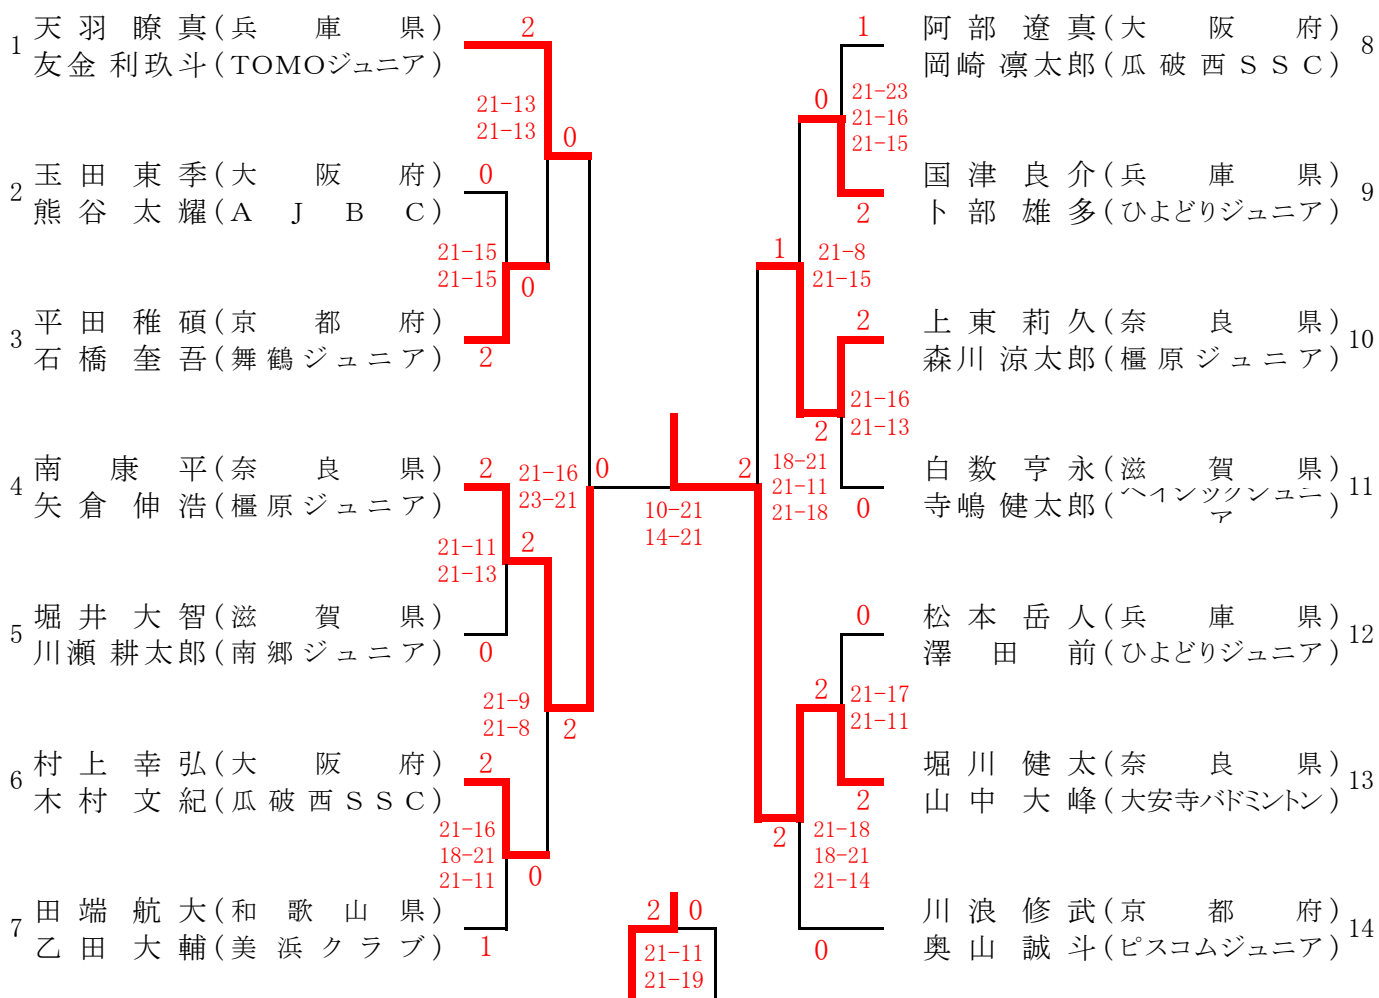 1 天羽瞭真(兵庫県) 2
友金利玖斗(TOMOジュニア)
21-13
21-13
0
2 玉田東季(大阪府) 0
熊谷太耀(AJBC)
21-15
21-15
0
3 平田稚碩(京都府)
石橋奎吾(舞鶴ジュニア) 2
4 南康平(奈良県) 2
矢倉伸浩(橿原ジュニア)
21-16
23-21
0
21-11
21-13
2
5 堀井大智(滋賀県)
川瀬耕太郎(南郷ジュニア) 0
21-9
21-8
2
6 村上幸弘(大阪府) 2
木村文紀(瓜破西SSC)
21-16
18-21
21-11
0
7 田端航大(和歌山県)
乙田大輔(美浜クラブ) 1
10-21
14-21
2 0
21-11
21-19
1 阿部遼真(大阪府) 8
岡崎凛太郎(瓜破西SSC)
0
21-23
21-16
21-15
国津良介(兵庫県) 9
2 卜部雄多(ひよどりジュニア)
1
21-8
21-15
2 上東莉久(奈良県) 10
森川涼太郎(橿原ジュニア)
2
21-16
21-13
2
18-21
21-11
21-18
白数亨永(滋賀県) 11
0 寺嶋健太郎(
)
0 松本岳人(兵庫県) 12
澤田前(ひよどりジュニア)
2
21-17
21-11
堀川健太(奈良県) 13
2 山中大峰(大安寺バドミントン)
2
21-18
18-21
21-14
川浪修武(京都府) 14
0 奥山誠斗(ピスコムジュニア)